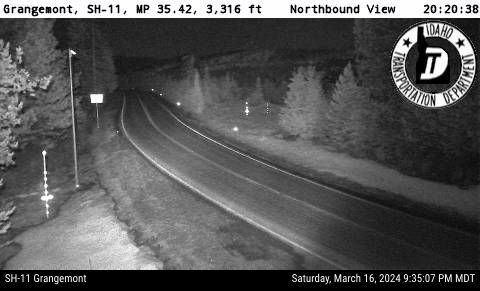 Grangemont, SH-11, MP 35.42, 3,316 ft Northbound View 20:20:38
IDAHO
TRANSPORTATION DEPARTMENT
SH-11 Grangemont Saturday, March 16, 2024 9:35:07 PM MDT